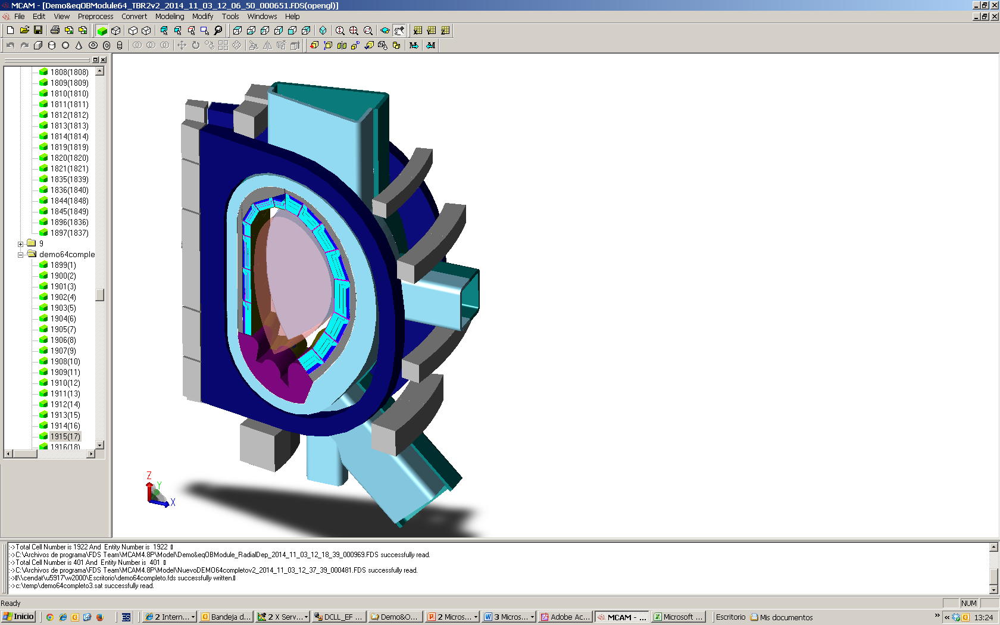 MCAM - [Demo&eqOBModule64_TBR2v2_2014_11_03_12_06_50_000651.FDS(opengl)]
File Edit View Preprocess Convert Modeling Modify Tools Windows Help
1808(1808)
1809(1809)
1810(1810)
1811(1811)
1812(1812)
1813(1813)
1814(1814)
1819(1819)
1820(1820)
1821(1821)
1835(1839)
1836(1840)
1844(1848)
1845(1849)
1896(1836)
1897(1837)
9
demo64comple
1899(1)
1900(2)
1901(3)
1902(4)
1903(5)
1904(6)
1905(7)
1906(8)
1907(9)
1908(10)
1909(11)
1910(12)
1911(13)
1912(14)
1913(15)
1914(16)
1915(17)
1916(18)
Z
Y
X
:->Total Cell Number is 1922 And Entity Number is 1922
:->C:\Archivos de programa\FDS Team\MCAM4.8P\Model\Demo&eqOBModule_RadialDep_2014_11_03_12_18_39_000969.FDS successfully read.
:->Total Cell Number is 401 And Entity Number is 401
:->C:\Archivos de programa\FDS Team\MCAM4.8P\Model\NuevoDEMO64completov2_2014_11_03_12_37_39_000481.FDS successfully read.
:->\\cendat\u5917\w2000\Escritorio\demo64completo.fds successfully written.
:->c:\temp\demo64completo3.sat successfully read.
Ready
NUM
Inicio ES 2 Intern... Bandeja d... 2 X Serv... DCLL_EF ... Demo&O... 2 Micros... 3 Micros... Adobe Ac... MCAM - ... Microsoft ... Escritorio Mis documentos » « 13:24